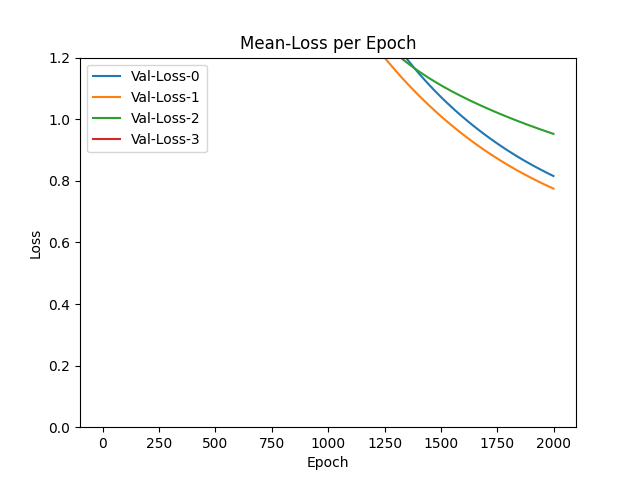 Mean-Loss per Epoch
Val-Loss-0
Val-Loss-1
Val-Loss-2
Val-Loss-3
1.2
1.0
0.8
0.6
0.4
0.2
0.0
Loss
0 250 500 750 1000 1250 1500 1750 2000
Epoch